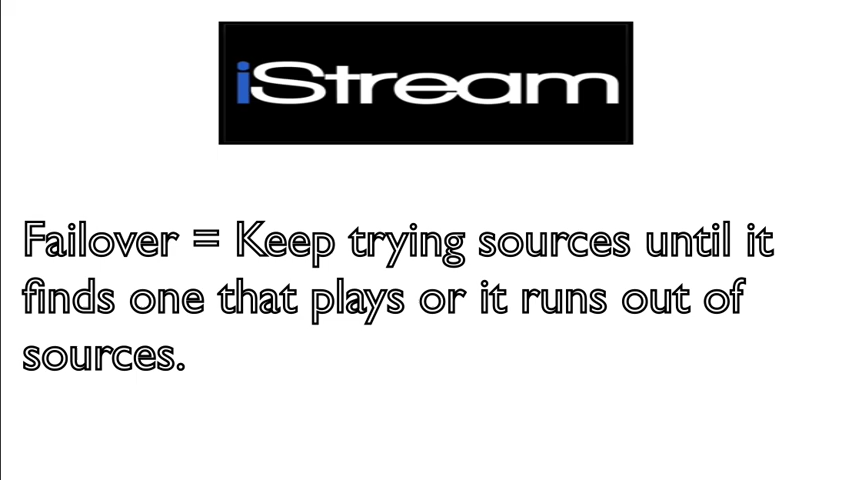 iStream
Failover = Keep trying sources until it
finds one that plays or it runs out of
sources.